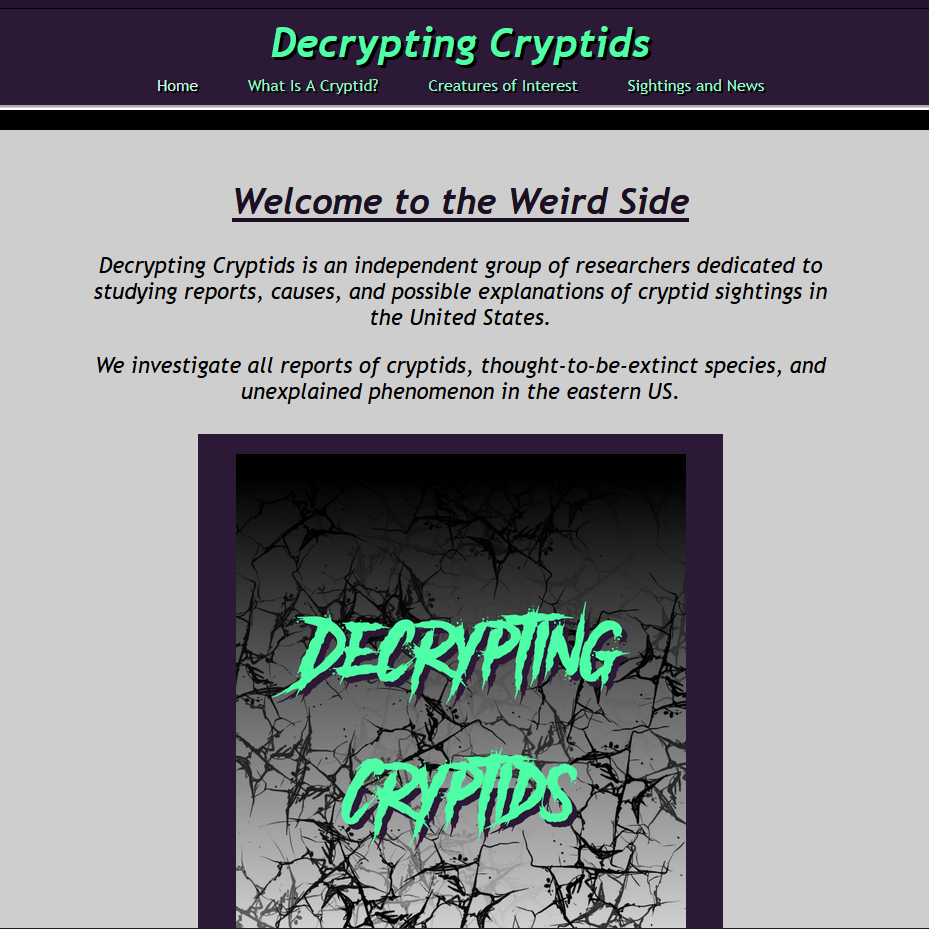 Decrypting Cryptids
Home What Is A Cryptid? Creatures of Interest Sightings and News
Welcome to the Weird Side
Decrypting Cryptids is an independent group of researchers dedicated to
studying reports, causes, and possible explanations of cryptid sightings in
the United States.
We investigate all reports of cryptids, thought-to-be-extinct species, and
unexplained phenomenon in the eastern US.
DECRYPTING
CRYPTIDS